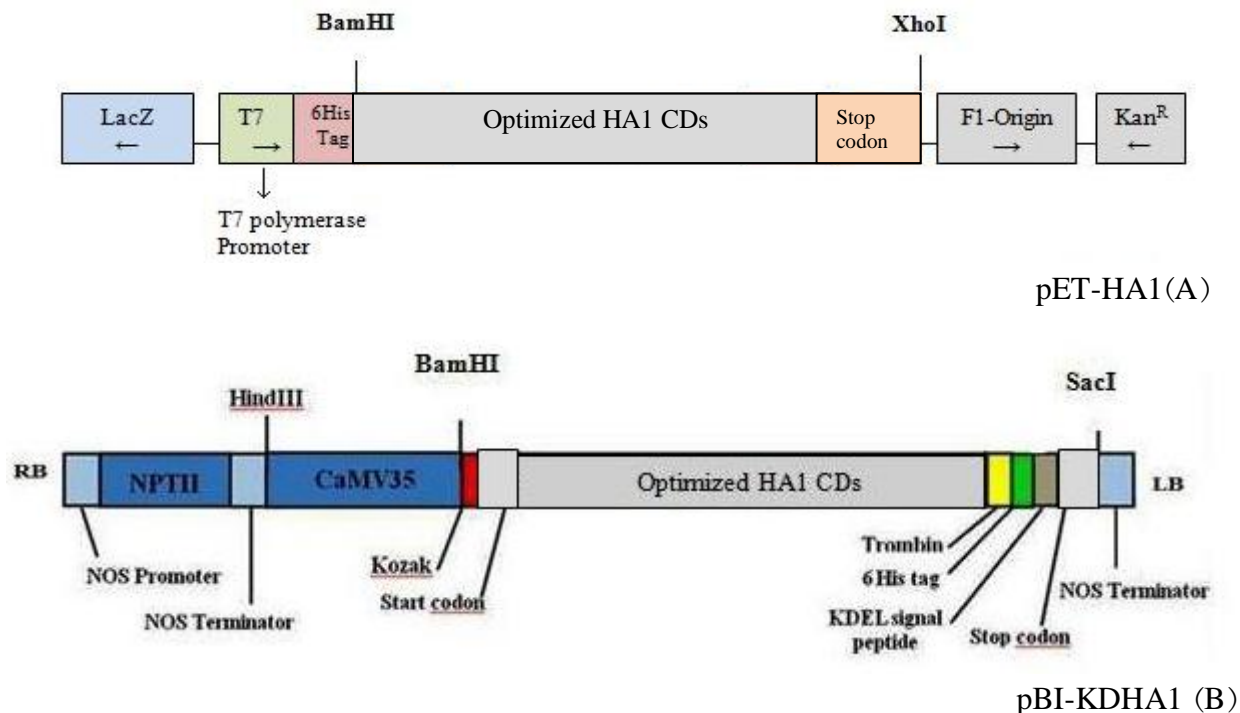 BamHI
XhoI
LacZ
←
T7
→
6His
Tag
Optimized HA1 CDs
Stop
codon
F1-Origin
→
Kan^R
←
T7 polymerase
Promoter
pET-HA1(A)
BamHI
HindIII
SacI
RB
NPTII
CaMV35
Optimized HA1 CDs
LB
NOS Promoter
NOS Terminator
Kozak
Start codon
Trombin
6His tag
KDEL signal
peptide
Stop codon
NOS Terminator
pBI-KDHA1 (B)